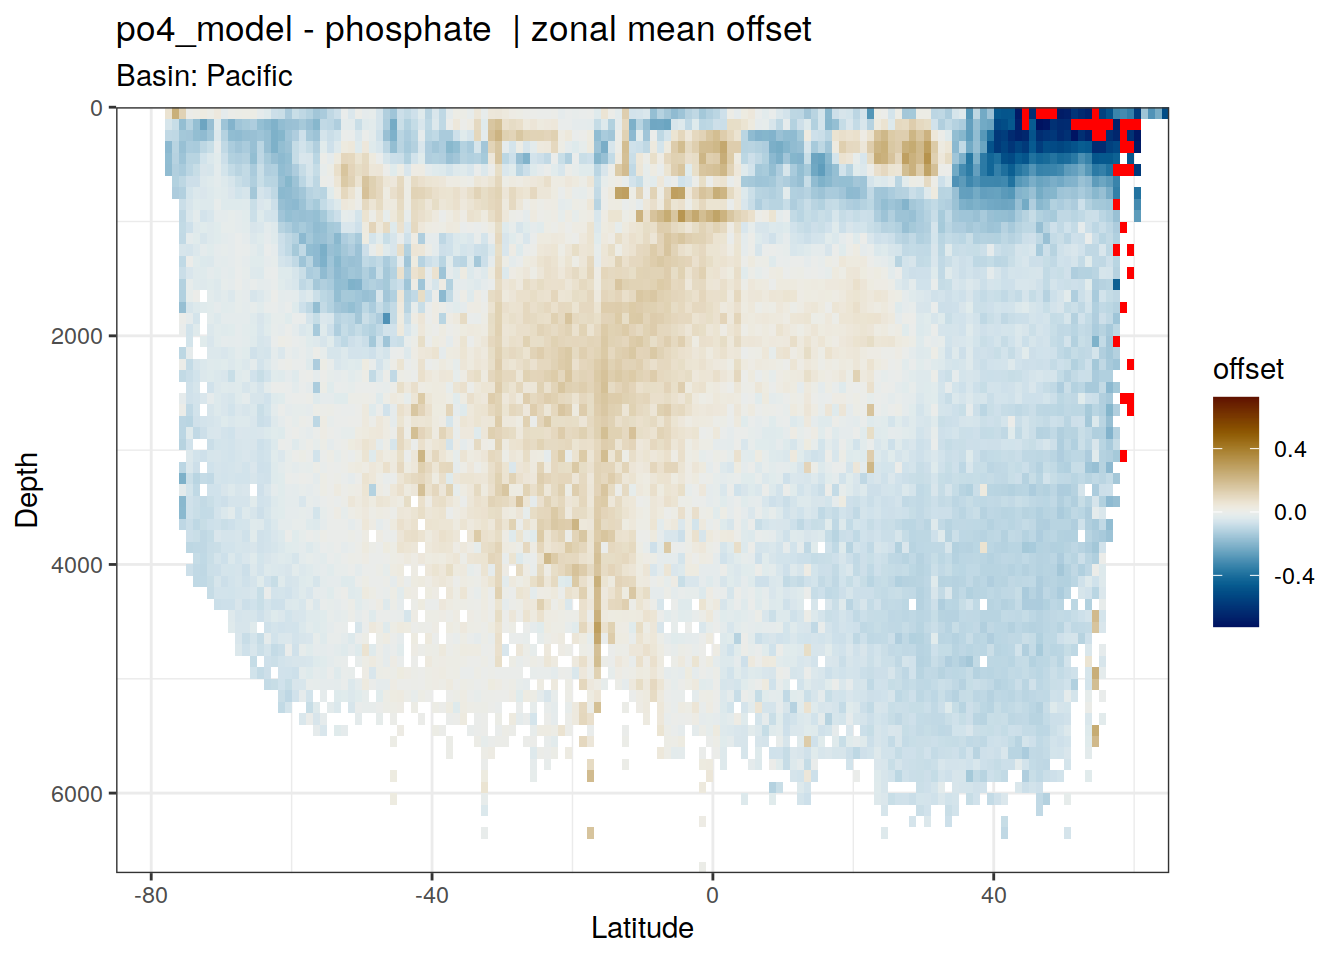 po4_model - phosphate  | zonal mean offset
Basin: Pacific
0
2000
4000
6000
Depth
-80
-40
0
40
Latitude
offset
0.4
0.0
-0.4